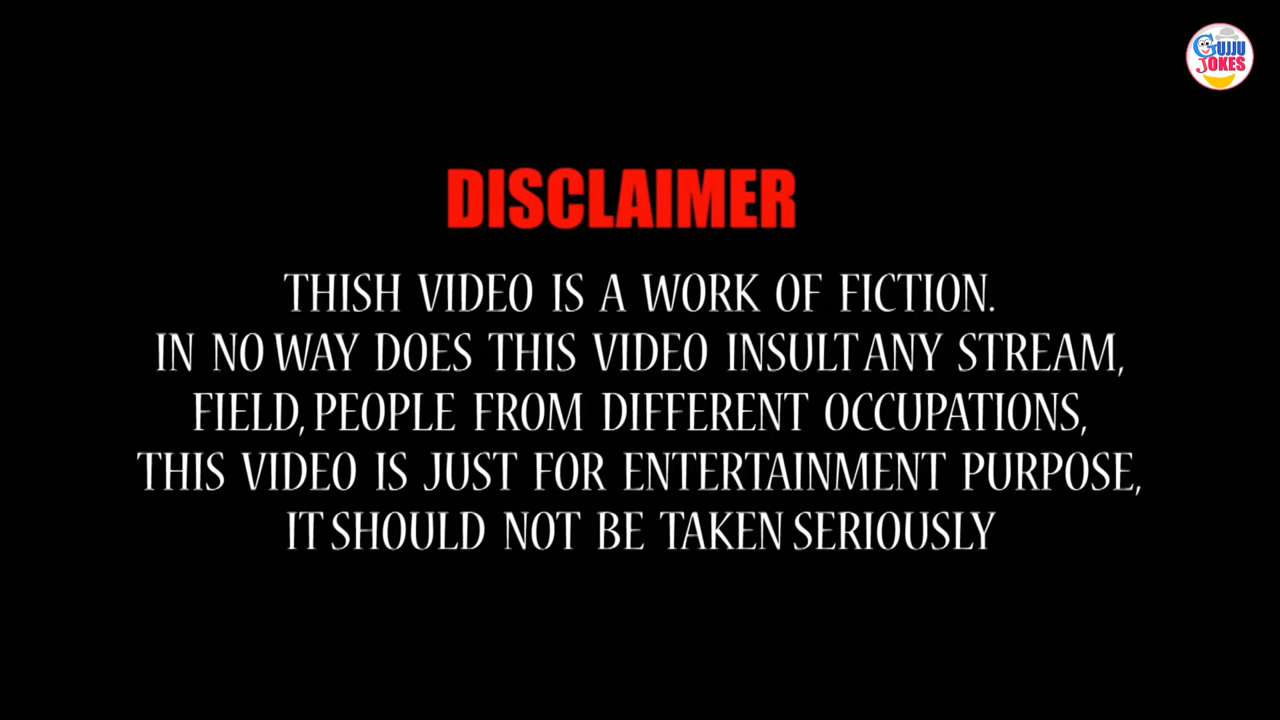 GUJJU
JOKES
DISCLAIMER
THISH VIDEO IS A WORK OF FICTION.
IN NO WAY DOES THIS VIDEO INSULT ANY STREAM,
FIELD, PEOPLE FROM DIFFERENT OCCUPATIONS,
THIS VIDEO IS JUST FOR ENTERTAINMENT PURPOSE,
IT SHOULD NOT BE TAKEN SERIOUSLY